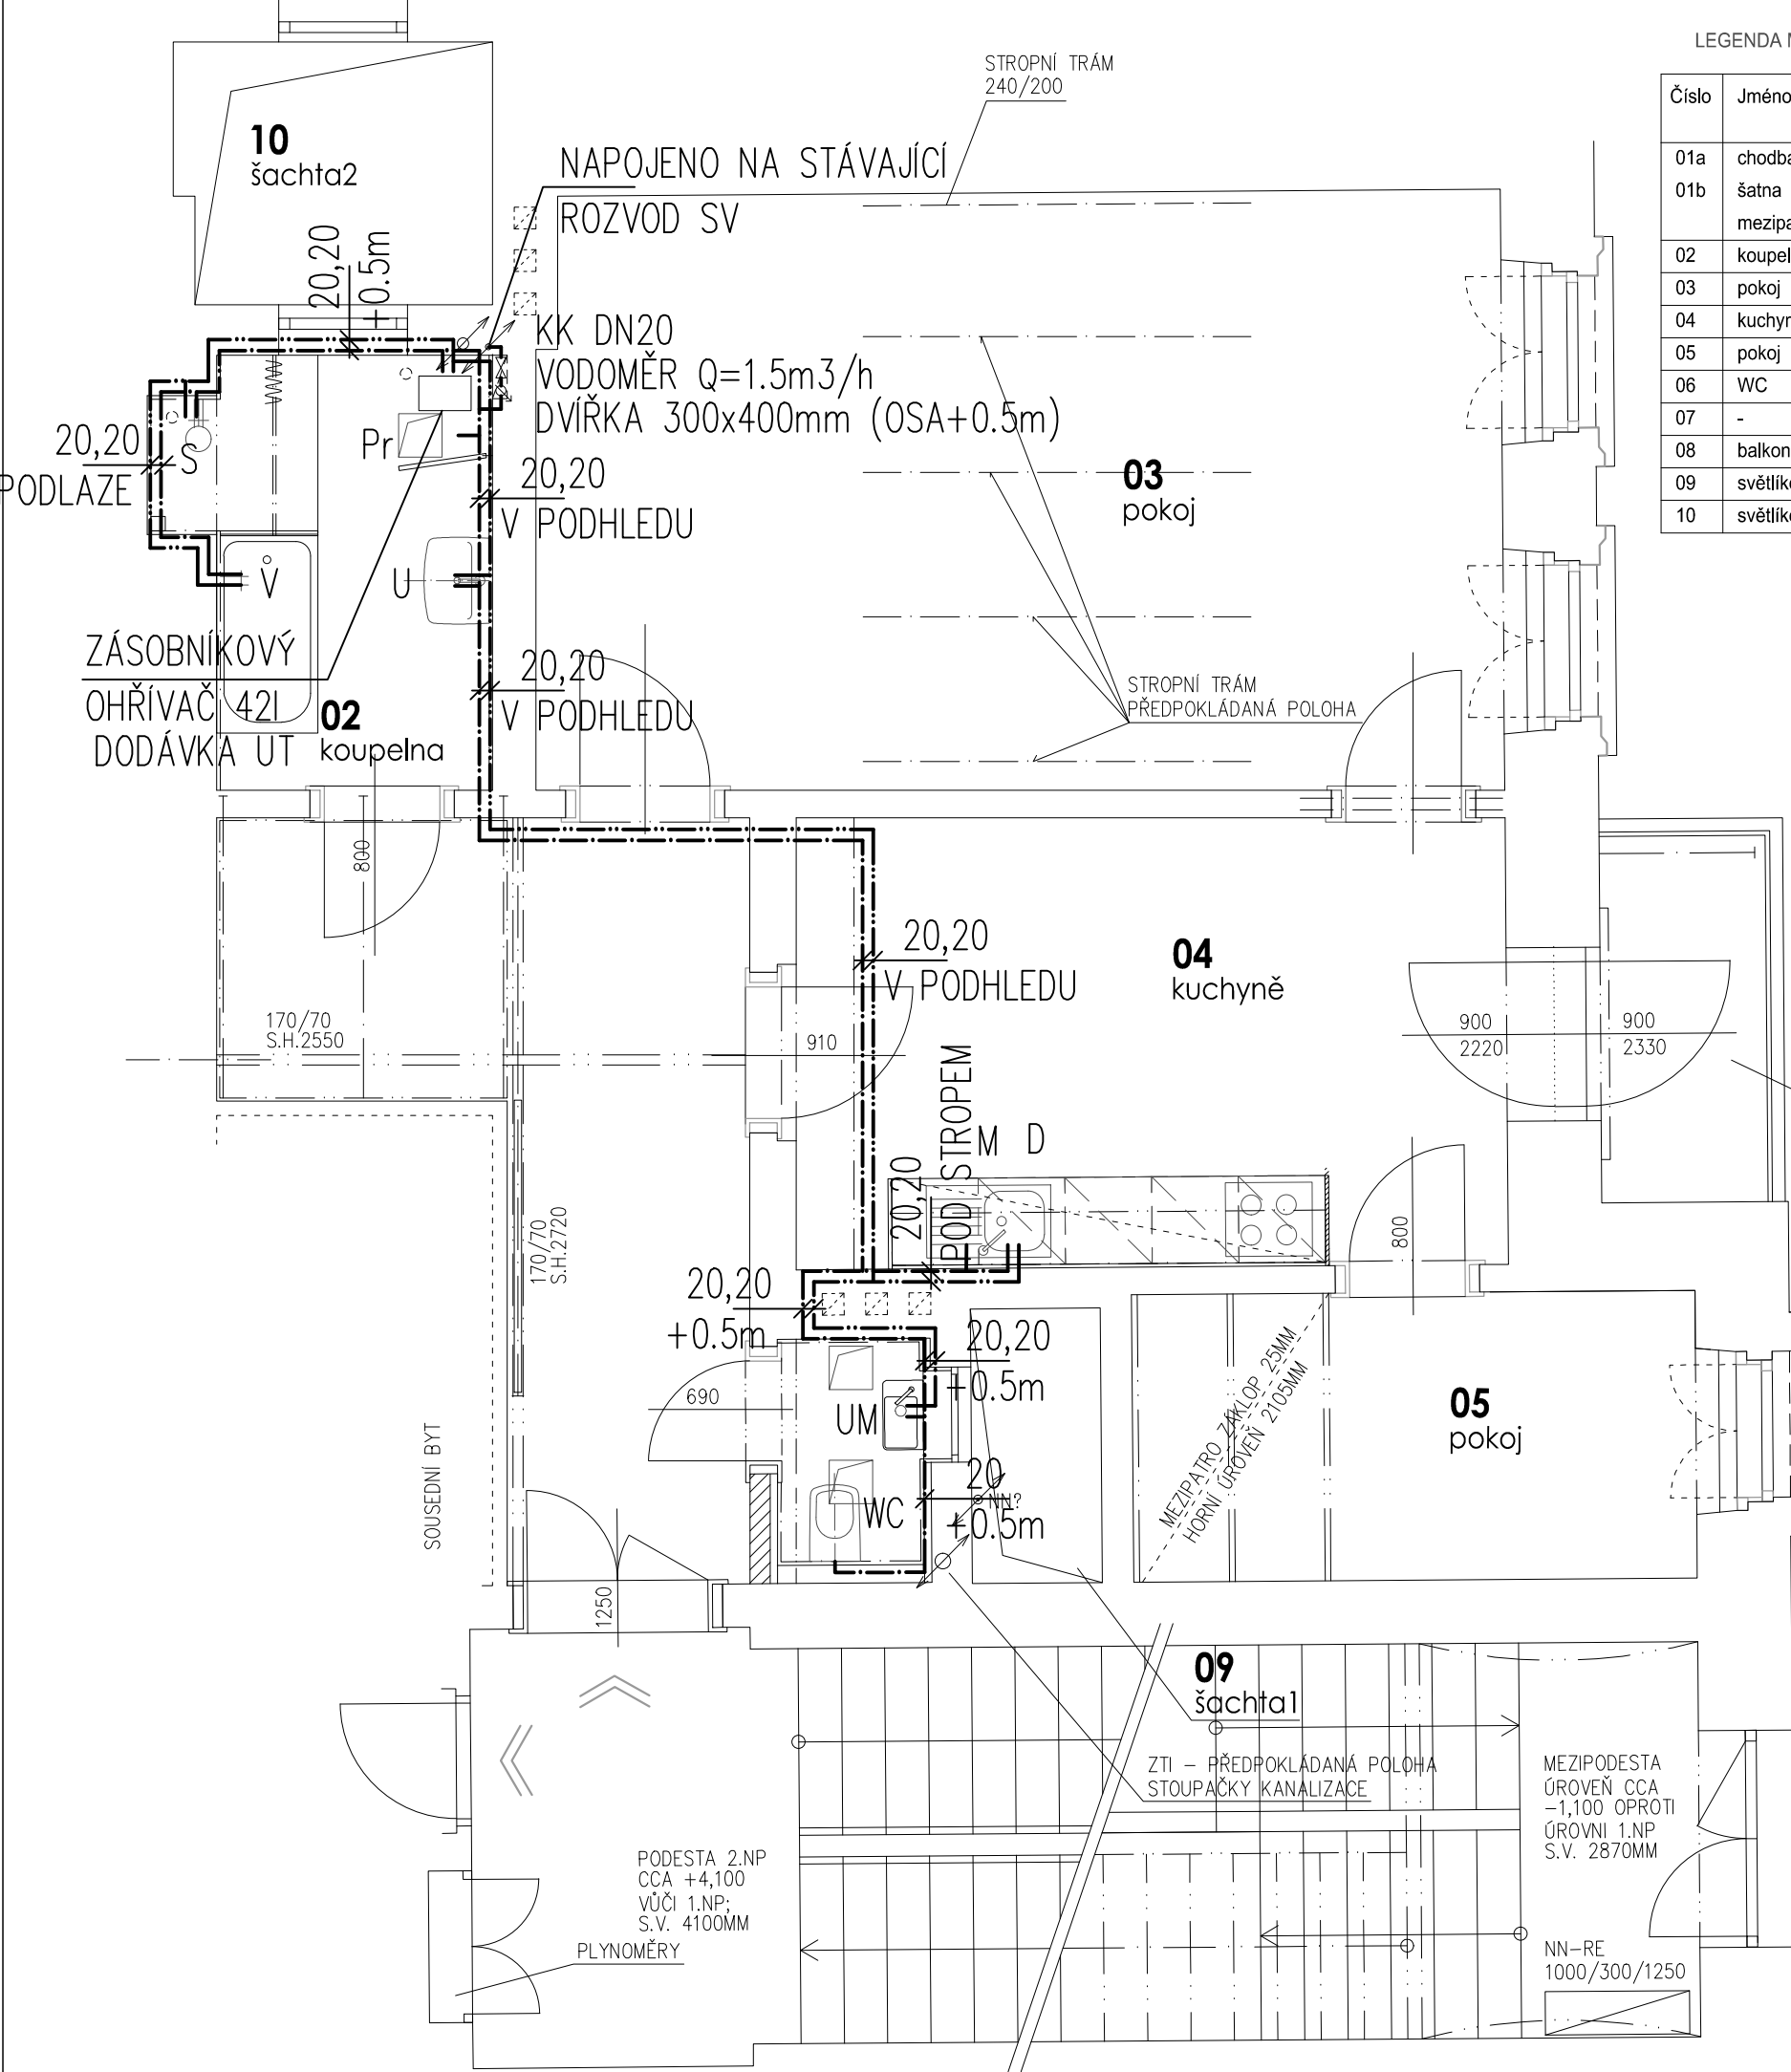 STROPNÍ TRÁM
240/200
LEGENDA
Číslo Jméno
01a
01b šatna
02
03 pokoj
04
05 pokoj
06 WC
07 -
08 balkon
09
10
10
šachta2
NAPOJENO NA STÁVAJÍCÍ
ROZVOD SV
20,20
+0.5m
KK DN20
VODOMĚR Q=1.5m3/h
DVÍŘKA 300x400mm (OSA+0.5m)
20,20
PODLAZE
S
Pr
20,20
V PODHLEDU
03
pokoj
V
U
ZÁSOBNÍKOVÝ
OHŘÍVAČ 42l
DODÁVKA UT
02
koupelna
20,20
V PODHLEDU
STROPNÍ TRÁM
PŘEDPOKLÁDANÁ POLOHA
800
20,20
V PODHLEDU
04
kuchyně
170/70
S.H.2550
910
900
2220
900
2330
M D
20,20
POD STROPEM
170/70
S.H.2720
800
20,20
+0.5m
20,20
+0.5m
690
UM
MEZIPATRO ZÁKLOP 25MM
HORNÍ ÚROVEŇ 2105MM
05
pokoj
SOUSEDNÍ BYT
20
NN?
+0.5m
WC
1250
09
šachta1
ZTI – PŘEDPOKLÁDANÁ POLOHA
STOUPAČKY KANALIZACE
MEZIPODESTA
ÚROVEŇ CCA
–1,100 OPROTI
ÚROVNI 1.NP
S.V. 2870MM
PODESTA 2.NP
CCA +4,100
VŮČI 1.NP;
S.V. 4100MM
PLYNOMĚRY
NN–RE
1000/300/1250